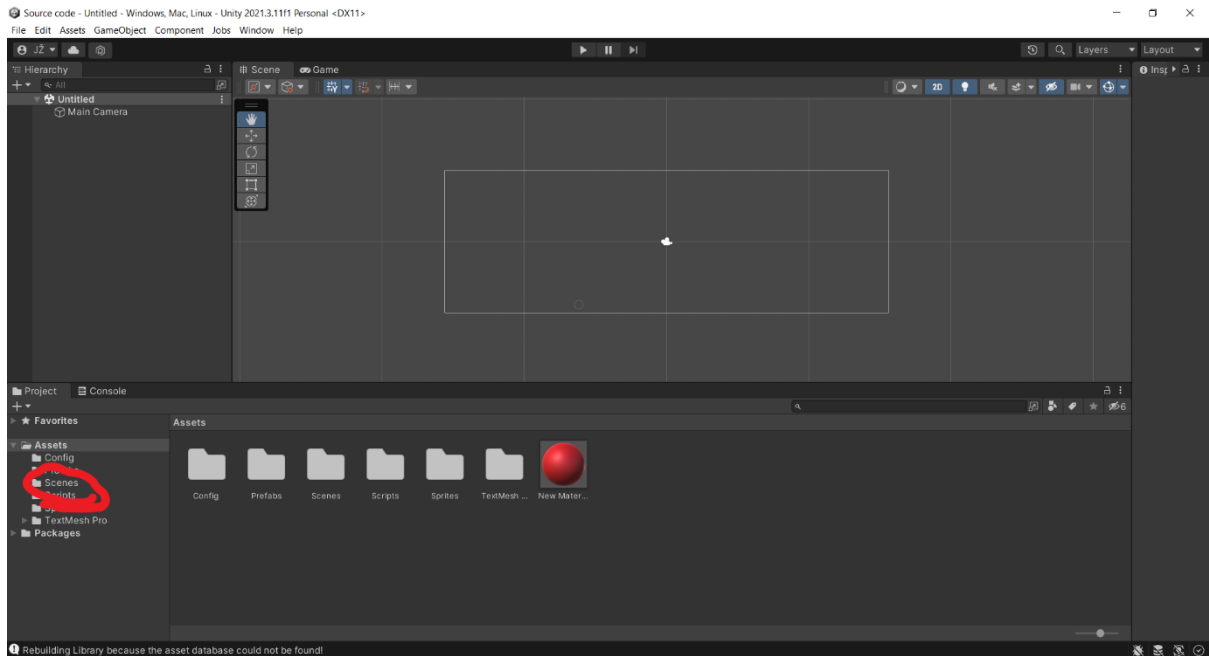 Source code - Untitled - Windows, Mac, Linux - Unity 2021.3.11f1 Personal <DX11>
File Edit Assets GameObject Component Jobs Window Help
JŽ Layers Layout
Hierarchy Scene Game Insp
All 2D
Untitled
Main Camera
Project Console
6
Favorites Assets
Assets
Config
Scenes
Scripts
TextMesh Pro
Packages
Config Prefabs Scenes Scripts Sprites TextMesh ... New Mater...
Rebuilding Library because the asset database could not be found!